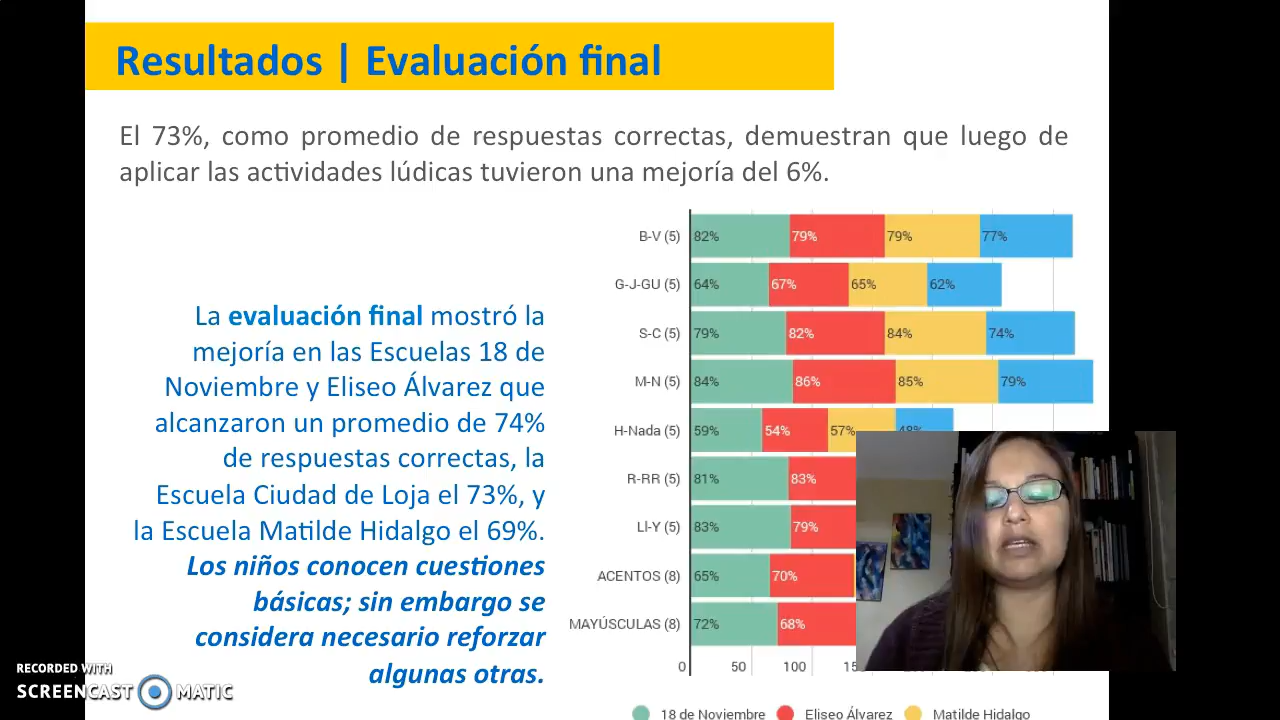 Resultados | Evaluación final
El 73%, como promedio de respuestas correctas, demuestran que luego de
aplicar las actividades lúdicas tuvieron una mejoría del 6%.
La evaluación final mostró la
mejoría en las Escuelas 18 de
Noviembre y Eliseo Álvarez que
alcanzaron un promedio de 74%
de respuestas correctas, la
Escuela Ciudad de Loja el 73%, y
la Escuela Matilde Hidalgo el 69%.
Los niños conocen cuestiones
básicas; sin embargo se
considera necesario reforzar
algunas otras.
B-V (5) 82% 79% 79% 77%
G-J-GU (5) 64% 67% 65% 62%
S-C (5) 79% 82% 84% 74%
M-N (5) 84% 86% 85% 79%
H-Nada (5) 59% 54% 57% 48%
R-RR (5) 81% 83%
Ll-Y (5) 83% 79%
ACENTOS (8) 65% 70%
MAYÚSCULAS (8) 72% 68%
0 50 100
18 de Noviembre Eliseo Álvarez Matilde Hidalgo
RECORDED WITH
SCREENCAST MATIC